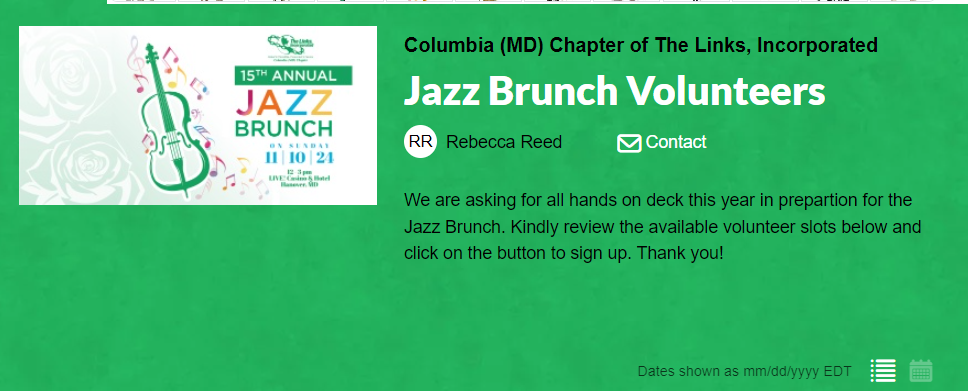 The Links
15TH ANNUAL
JAZZ
BRUNCH
ON SUNDAY
11 | 10 | 24
12 - 3 pm
LIVE! Casino & Hotel
Hanover, MD
Columbia (MD) Chapter of The Links, Incorporated
Jazz Brunch Volunteers
RR Rebecca Reed Contact
We are asking for all hands on deck this year in prepartion for the
Jazz Brunch. Kindly review the available volunteer slots below and
click on the button to sign up. Thank you!
Dates shown as mm/dd/yyyy EDT